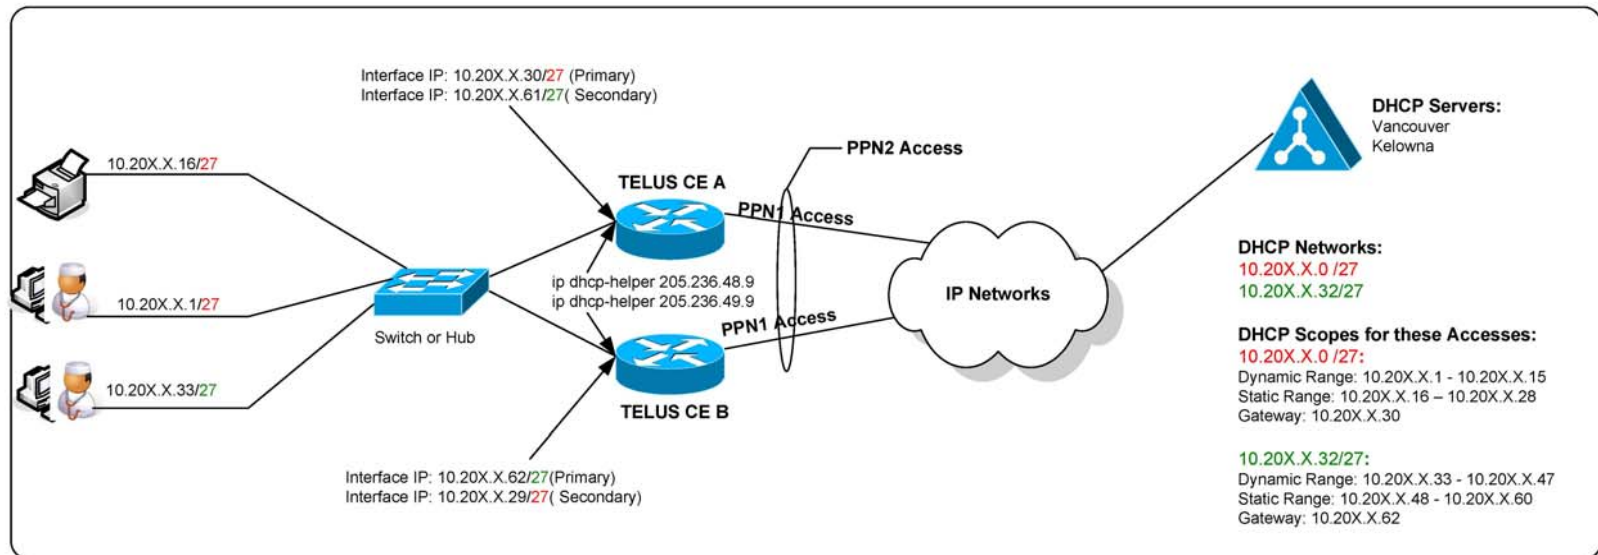 Interface IP: 10.20X.X.30/27 (Primary)
Interface IP: 10.20X.X.61/27( Secondary)
10.20X.X.16/27
10.20X.X.1/27
10.20X.X.33/27
Switch or Hub
TELUS CE A
ip dhcp-helper 205.236.48.9
ip dhcp-helper 205.236.49.9
TELUS CE B
Interface IP: 10.20X.X.62/27(Primary)
Interface IP: 10.20X.X.29/27( Secondary)
PPN2 Access
PPN1 Access
PPN1 Access
IP Networks
DHCP Servers:
Vancouver
Kelowna
DHCP Networks:
10.20X.X.0 /27
10.20X.X.32/27
DHCP Scopes for these Accesses:
10.20X.X.0 /27:
Dynamic Range: 10.20X.X.1 - 10.20X.X.15
Static Range: 10.20X.X.16 – 10.20X.X.28
Gateway: 10.20X.X.30
10.20X.X.32/27:
Dynamic Range: 10.20X.X.33 - 10.20X.X.47
Static Range: 10.20X.X.48 - 10.20X.X.60
Gateway: 10.20X.X.62